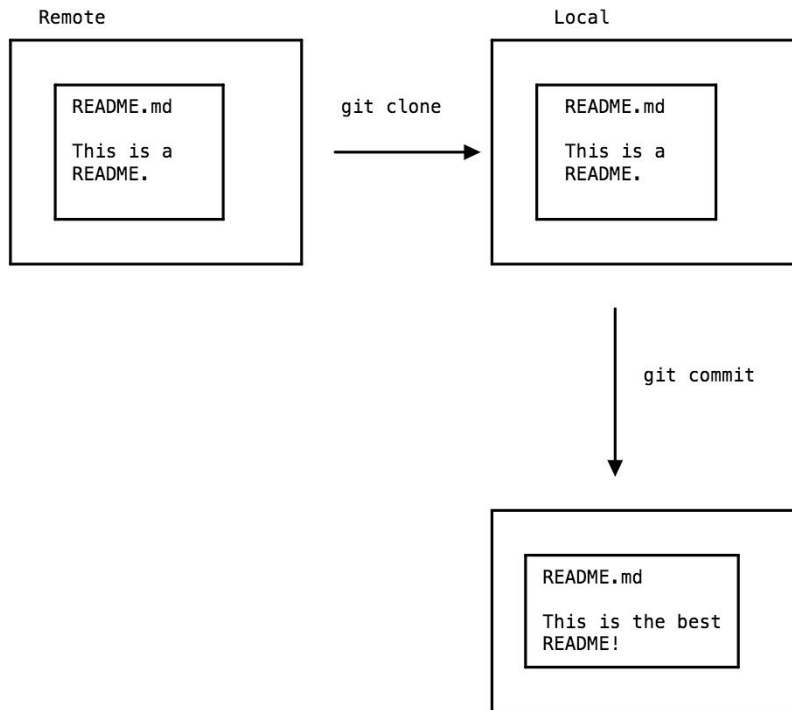 Remote
Local
README.md
This is a
README.
git clone
README.md
This is a
README.
git commit
README.md
This is the best
README!